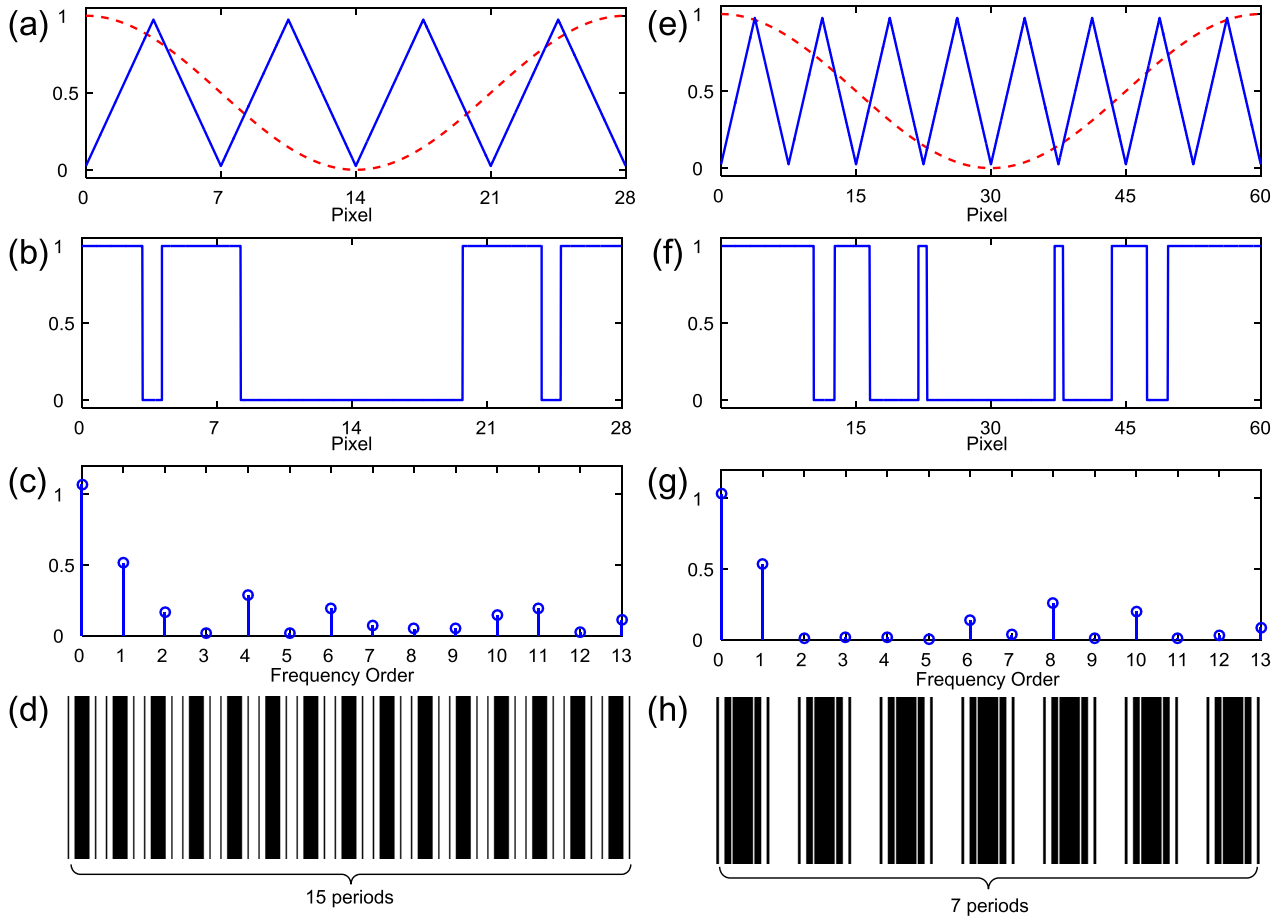 (a)
1
0.5
0
0 7 14 21 28
Pixel
(b)
1
0.5
0
0 7 14 21 28
Pixel
(c)
1
0.5
0
0 1 2 3 4 5 6 7 8 9 10 11 12 13
Frequency Order
(d)
15 periods
(e)
1
0.5
0
0 15 30 45 60
Pixel
(f)
1
0.5
0
15 30 45 60
Pixel
(g)
1
0.5
0
0 1 2 3 4 5 6 7 8 9 10 11 12 13
Frequency Order
(h)
7 periods